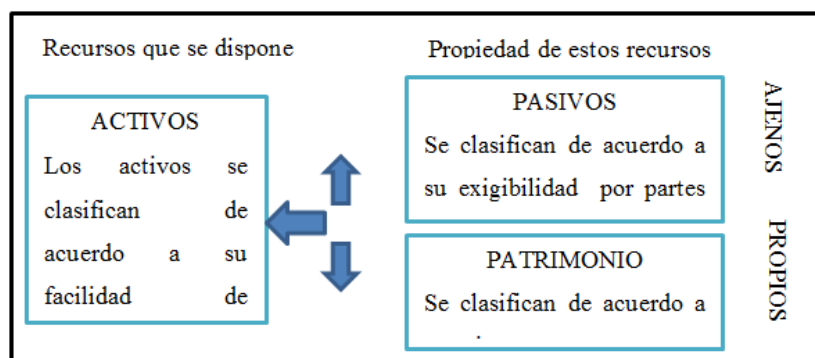 Recursos que se dispone
Propiedad de estos recursos
ACTIVOS
Los activos se
clasifican de
acuerdo a su
facilidad de
PASIVOS
Se clasifican de acuerdo a
su exigibilidad por partes
AJENOS
PATRIMONIO
Se clasifican de acuerdo a
PROPIOS